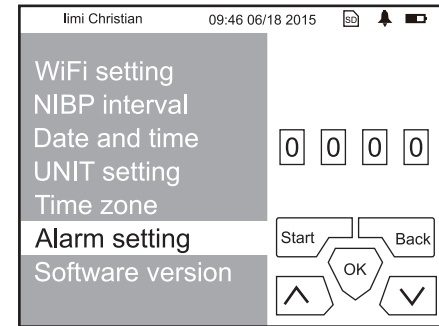 Iimi Christian 09:46 06/18 2015 SD
WiFi setting
NIBP interval
Date and time
UNIT setting
Time zone
Alarm setting
Software version
0 0 0 0
Start Back
OK